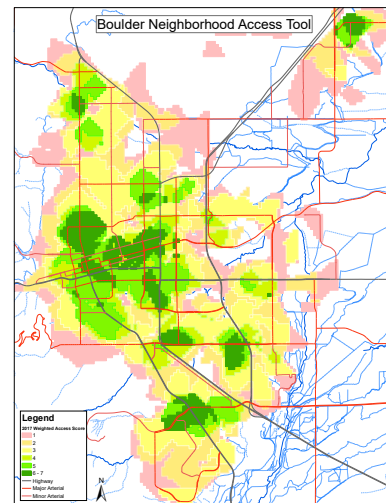 Boulder Neighborhood Access Tool
Legend
2017 Weighted Access Score
1
2
3
4
5
6 - 7
Highway
Major Arterial
Minor Arterial
N